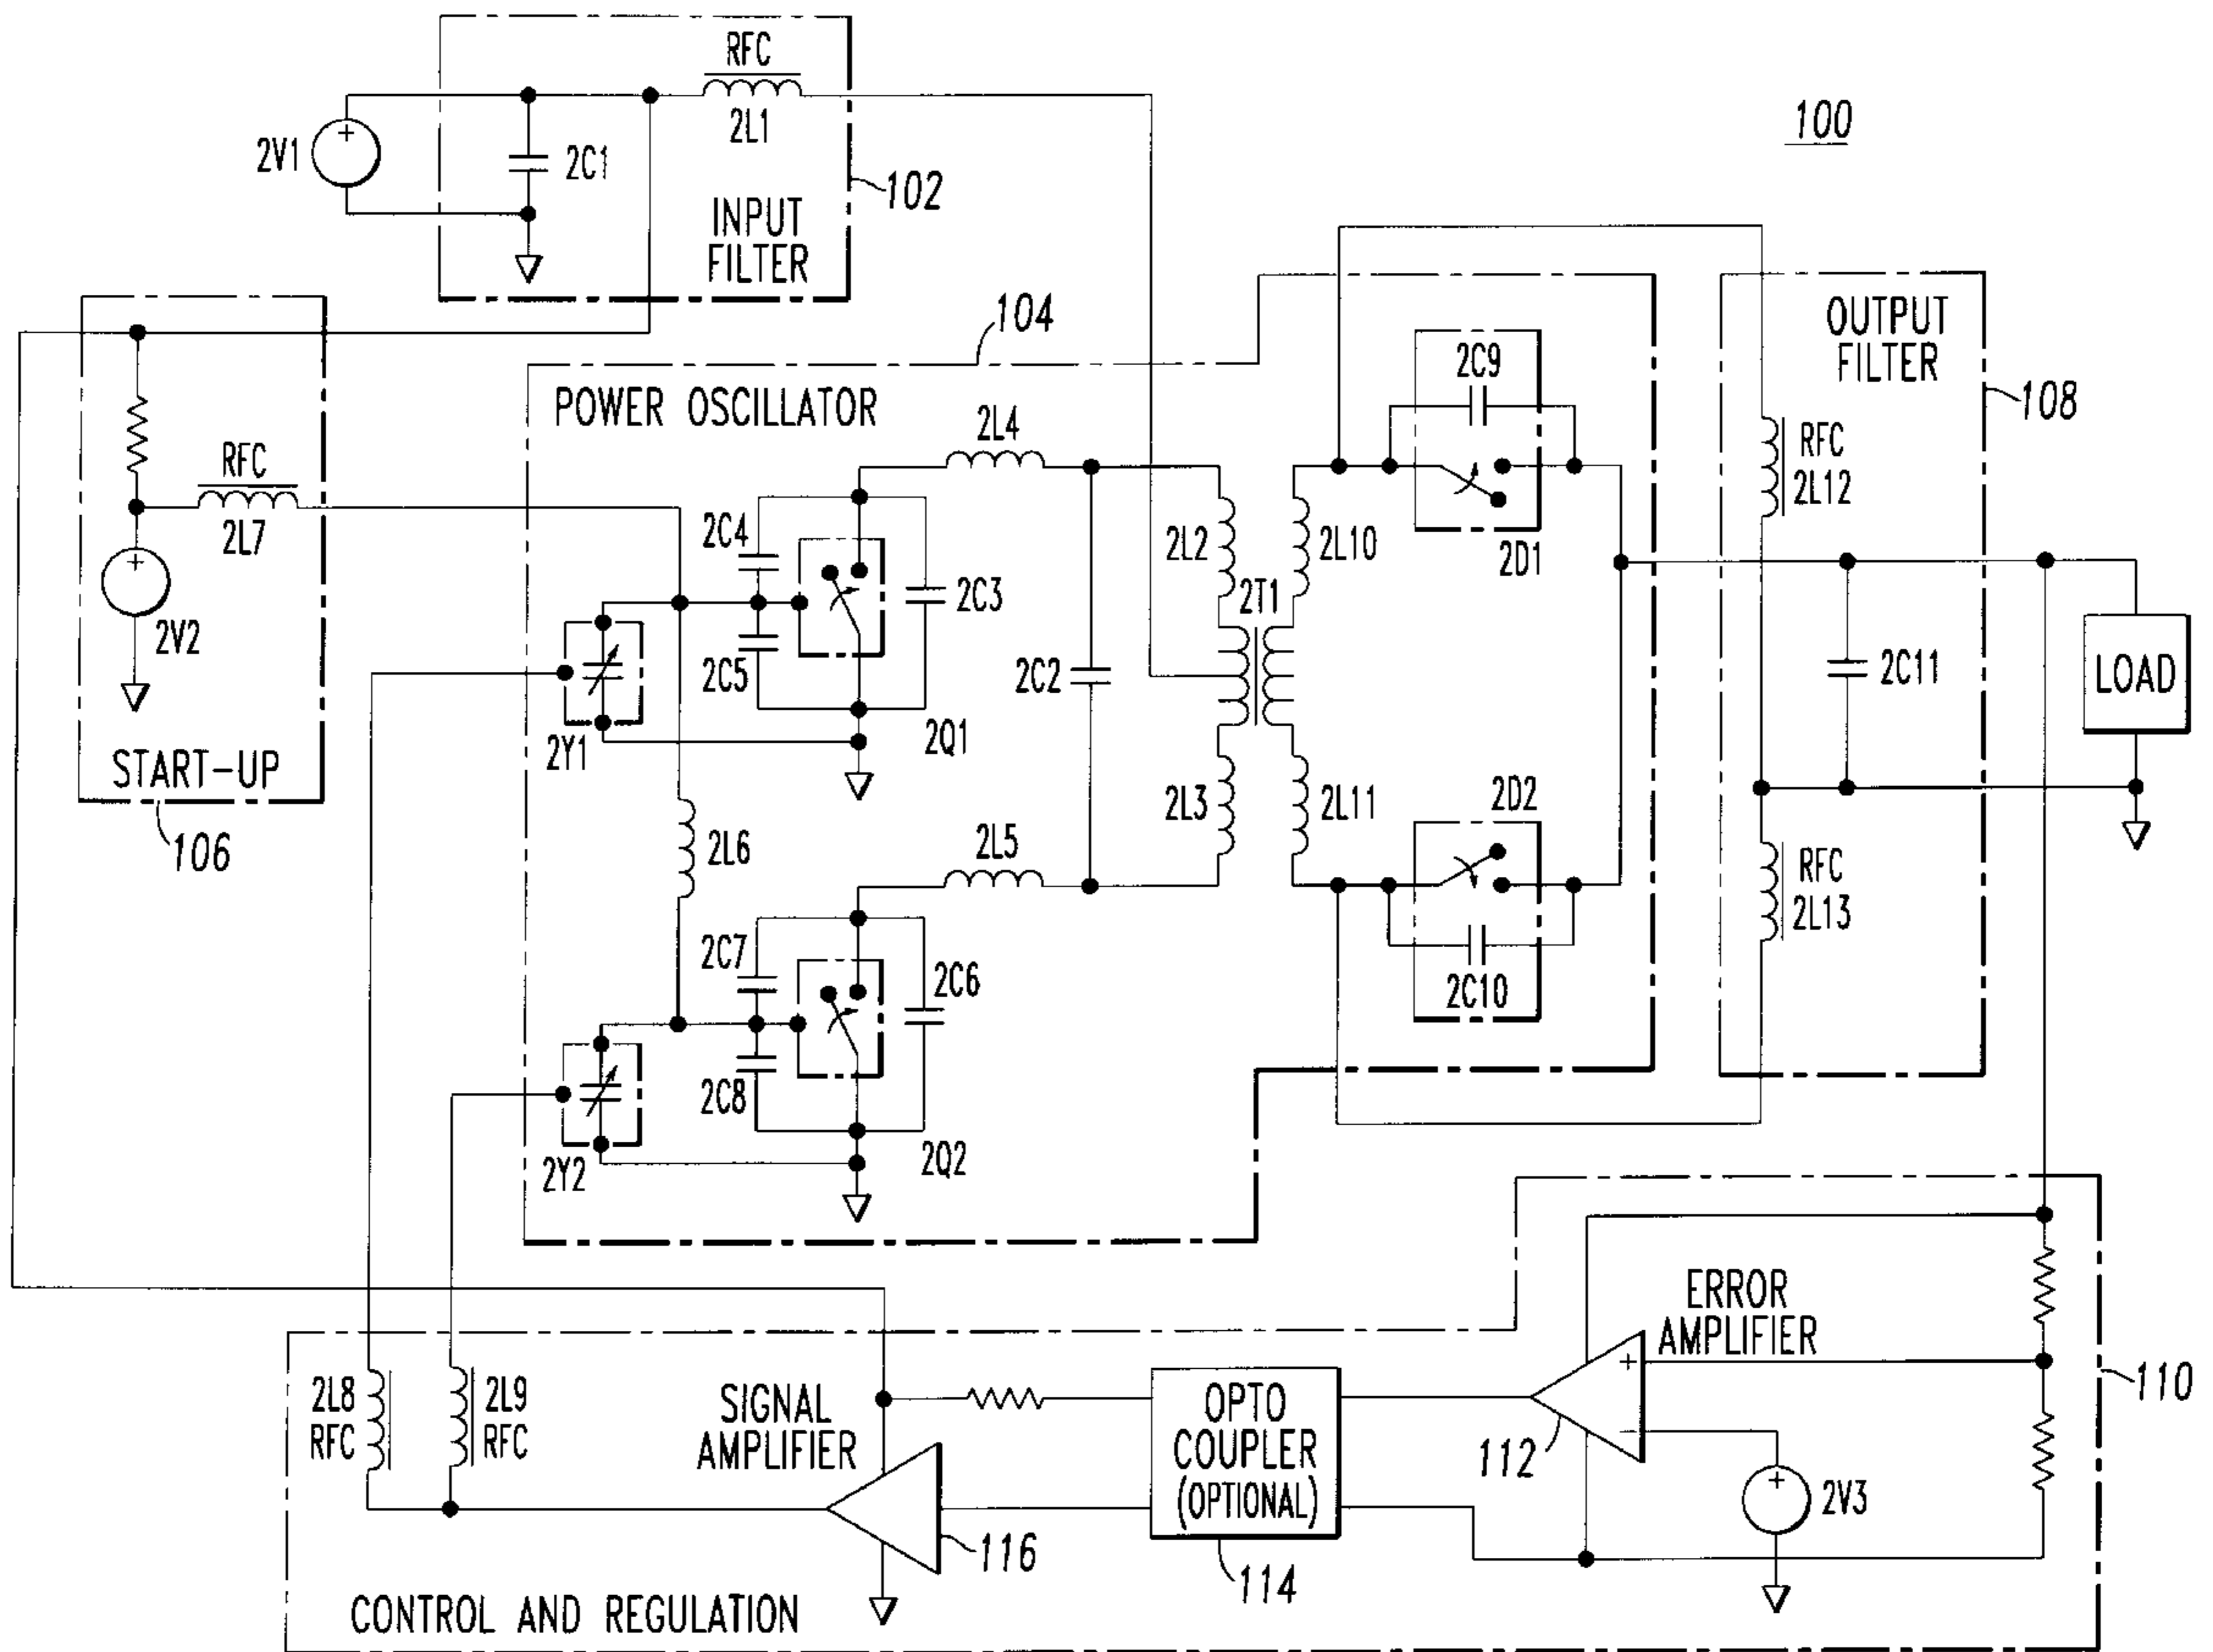 RFC
2L1
2V1
2C1
102
INPUT
FILTER
100
104
POWER OSCILLATOR
OUTPUT
FILTER
108
2C9
2L4
RFC
2L7
RFC
2L12
2C4
2L2
2L10
2D1
2C3
2T1
2V2
2C5
2C2
2C11
LOAD
2Y1
2Q1
START-UP
106
2L6
2L5
2L3
2L11
2D2
RFC
2L13
2C7
2C6
2C10
2C8
2Y2
2Q2
ERROR
AMPLIFIER
+
−
110
2L8
RFC
2L9
RFC
SIGNAL
AMPLIFIER
OPTO
COUPLER
(OPTIONAL)
112
2V3
116
114
CONTROL AND REGULATION